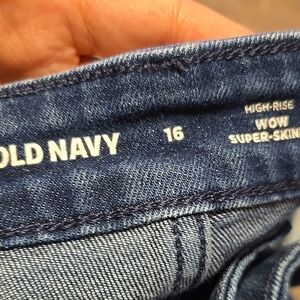 OLD NAVY
16
HIGH-RISE
WOW
SUPER-SKIN